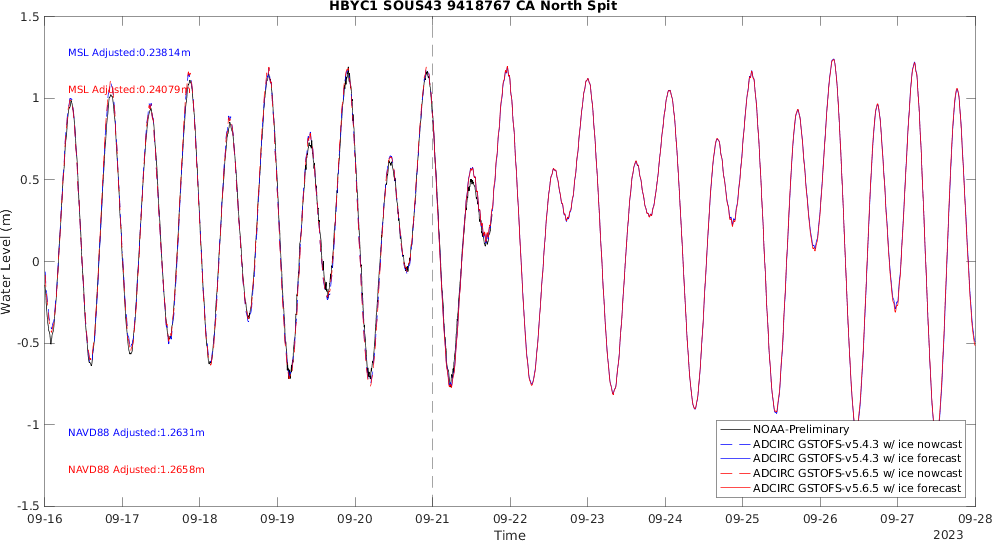 HBYC1 SOUS43 9418767 CA North Spit
MSL Adjusted:0.23814m
MSL Adjusted:0.24079m
NAVD88 Adjusted:1.2631m
NAVD88 Adjusted:1.2658m
Water Level (m)
1.5
1
0.5
0
-0.5
-1
-1.5
NOAA-Preliminary
ADCIRC GSTOFS-v5.4.3 w/ ice nowcast
ADCIRC GSTOFS-v5.4.3 w/ ice forecast
ADCIRC GSTOFS-v5.6.5 w/ ice nowcast
ADCIRC GSTOFS-v5.6.5 w/ ice forecast
09-16 09-17 09-18 09-19 09-20 09-21 09-22 09-23 09-24 09-25 09-26 09-27 09-28
Time
2023